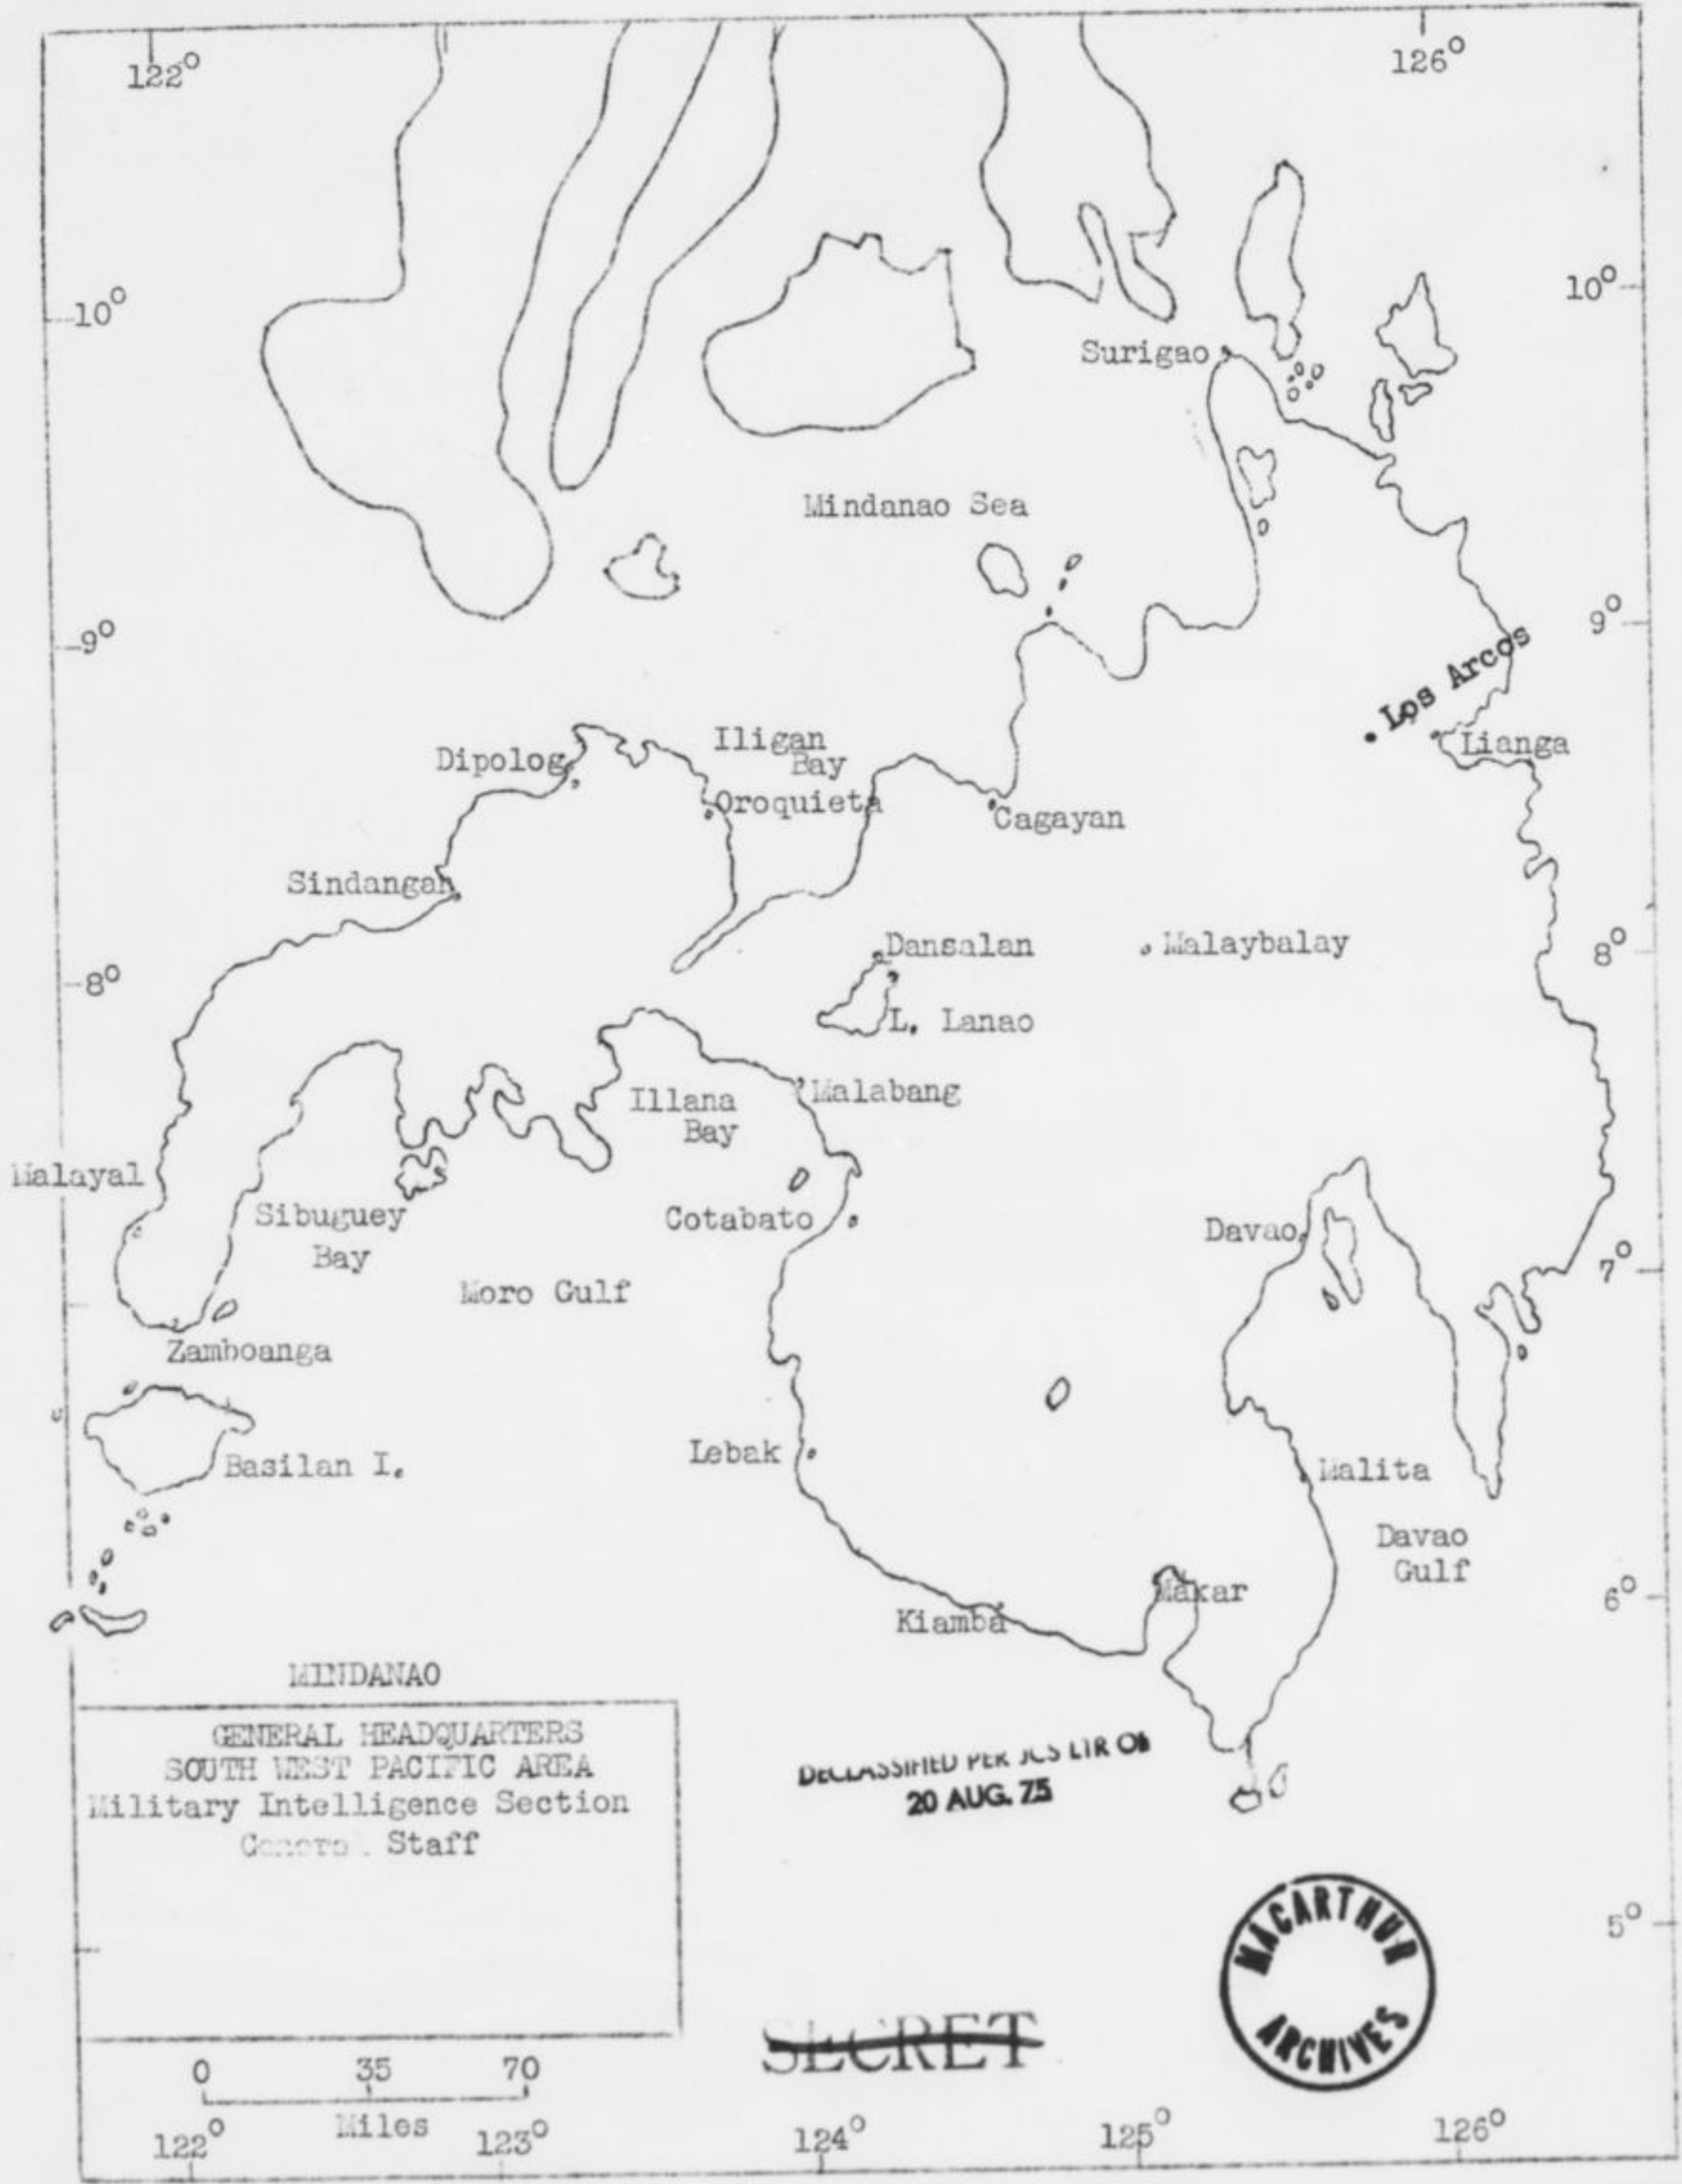 122°
126°
10°
10°
Surigao
Mindanao Sea
9°
9°
Los Arcos
Iligan
Bay
Dipolog
Lianga
Oroquieta
Cagayan
Sindangan
Dansalan
Malaybalay
8°
8°
L. Lanao
Malabang
Illana
Bay
Malayal
Sibuguey
Bay
Cotabato
Davao
7°
Moro Gulf
Zamboanga
Lebak
Basilan I.
Malita
Davao
Gulf
Makar
6°
Kiamba
MINDANAO
GENERAL HEADQUARTERS
SOUTH WEST PACIFIC AREA
Military Intelligence Section
General Staff
DECLASSIFIED PER JCS LTR OF
20 AUG. 75
MACARTHUR
ARCHIVES
5°
SECRET
0 35 70
Miles
122° 123° 124° 125° 126°